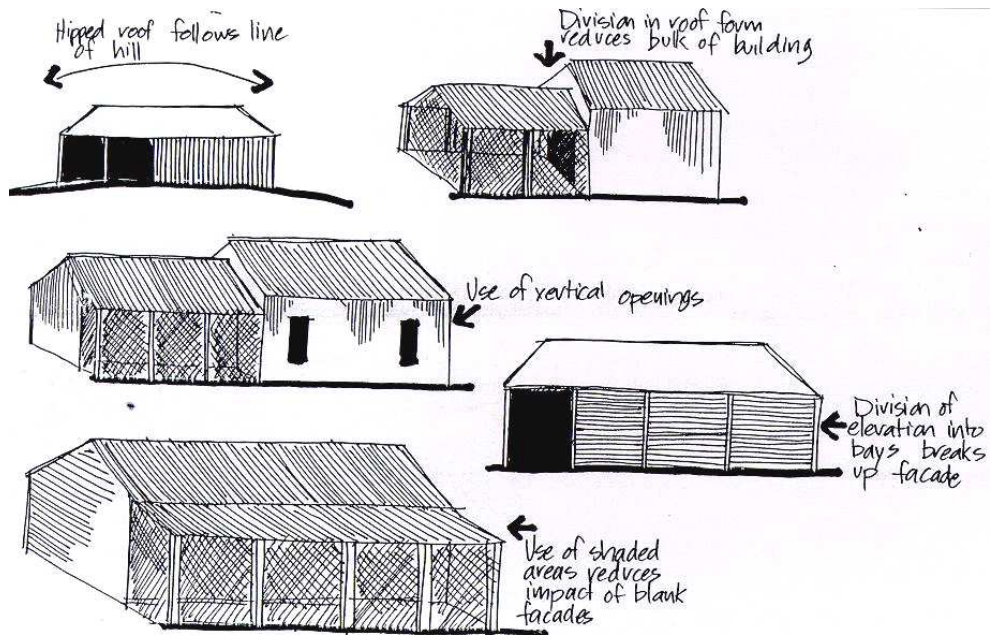 Hipped roof follows line
of hill
Division in roof form
reduces bulk of building
Use of vertical openings
Division of
elevation into
bays breaks
up facade
Use of shaded
areas reduces
impact of blank
facades